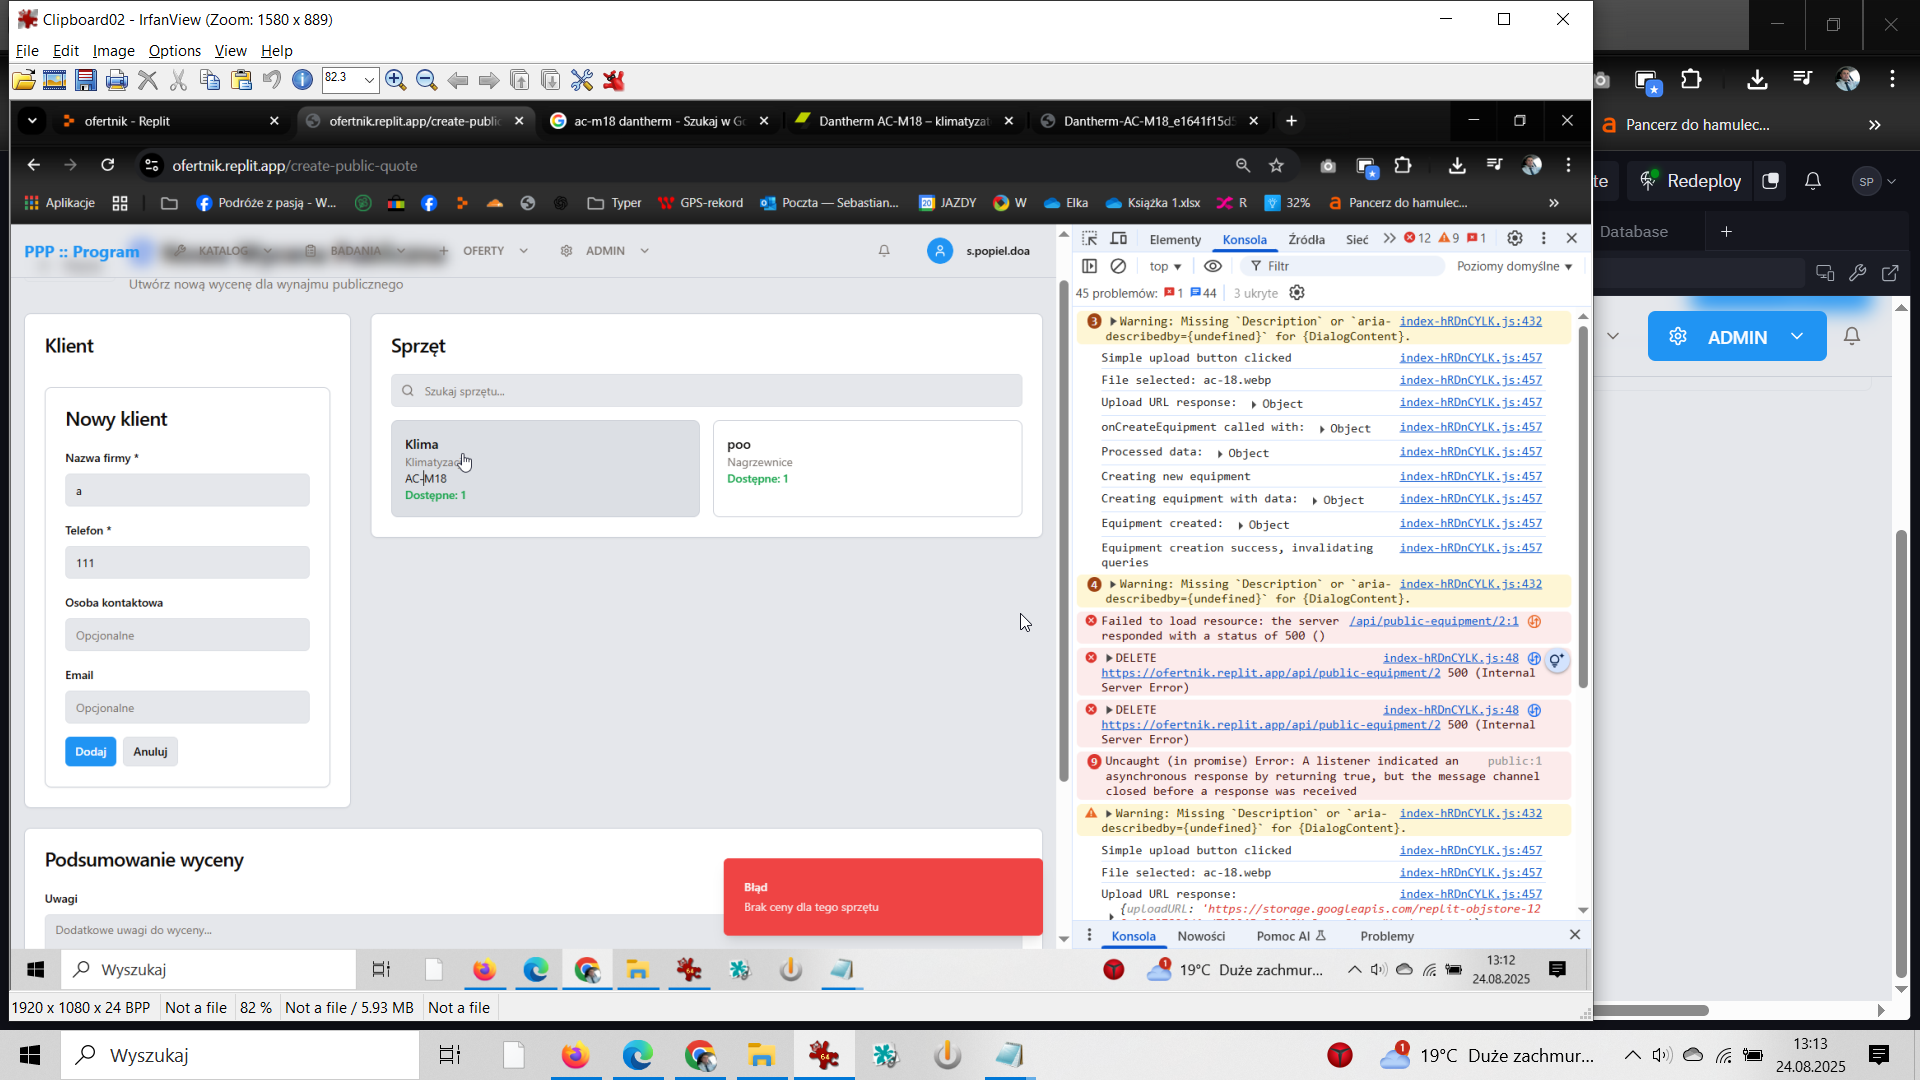 Clipboard02 - IrfanView (Zoom: 1580 x 889)
File Edit Image Options View Help
82.3
ofertnik - Replit
ofertnik.replit.app/create-public
ac-m18 dantherm - Szukaj w Go
Dantherm AC-M18 – klimatyzat
Dantherm-AC-M18_e1641f15d5
ofertnik.replit.app/create-public-quote
Aplikacje
Podróże z pasją - W...
Typer
GPS-rekord
Poczta — Sebastian...
JAZDY
W
Elka
Książka 1.xlsx
R
32%
Pancerz do hamulec...
PPP :: Program
KATALOG
BADANIA
OFERTY
ADMIN
s.popiel.doa
Utwórz nową wycenę dla wynajmu publicznego
Klient
Nowy klient
Nazwa firmy *
a
Telefon *
111
Osoba kontaktowa
Opcjonalne
Email
Opcjonalne
Dodaj
Anuluj
Sprzęt
Szukaj sprzętu...
Klima
Klimatyzac
AC-M18
Dostępne: 1
poo
Nagrzewnice
Dostępne: 1
Podsumowanie wyceny
Uwagi
Dodatkowe uwagi do wyceny...
Błąd
Brak ceny dla tego sprzętu
Elementy Konsola Źródła Sieć 12 9 1
top Filtr Poziomy domyślne
45 problemów: 1 44 3 ukryte
3 Warning: Missing `Description` or `aria- index-hRDnCYLK.js:432
describedby={undefined}` for {DialogContent}.
Simple upload button clicked index-hRDnCYLK.js:457
File selected: ac-18.webp index-hRDnCYLK.js:457
Upload URL response: Object index-hRDnCYLK.js:457
onCreateEquipment called with: Object index-hRDnCYLK.js:457
Processed data: Object index-hRDnCYLK.js:457
Creating new equipment index-hRDnCYLK.js:457
Creating equipment with data: Object index-hRDnCYLK.js:457
Equipment created: Object index-hRDnCYLK.js:457
Equipment creation success, invalidating index-hRDnCYLK.js:457
queries
4 Warning: Missing `Description` or `aria- index-hRDnCYLK.js:432
describedby={undefined}` for {DialogContent}.
Failed to load resource: the server /api/public-equipment/2:1
responded with a status of 500 ()
DELETE index-hRDnCYLK.js:48
https://ofertnik.replit.app/api/public-equipment/2 500 (Internal
Server Error)
DELETE index-hRDnCYLK.js:48
https://ofertnik.replit.app/api/public-equipment/2 500 (Internal
Server Error)
9 Uncaught (in promise) Error: A listener indicated an public:1
asynchronous response by returning true, but the message channel
closed before a response was received
Warning: Missing `Description` or `aria- index-hRDnCYLK.js:432
describedby={undefined}` for {DialogContent}.
Simple upload button clicked index-hRDnCYLK.js:457
File selected: ac-18.webp index-hRDnCYLK.js:457
Upload URL response: index-hRDnCYLK.js:457
{uploadURL: 'https://storage.googleapis.com/replit-objstore-12
Konsola Nowości Pomoc AI Problemy
Wyszukaj
64
1
19°C Duże zachmur...
13:12
24.08.2025
1920 x 1080 x 24 BPP Not a file 82 % Not a file / 5.93 MB Not a file
Pancerz do hamulec...
te
Redeploy
SP
Database
ADMIN
Wyszukaj
64
1
19°C Duże zachmur...
13:13
24.08.2025